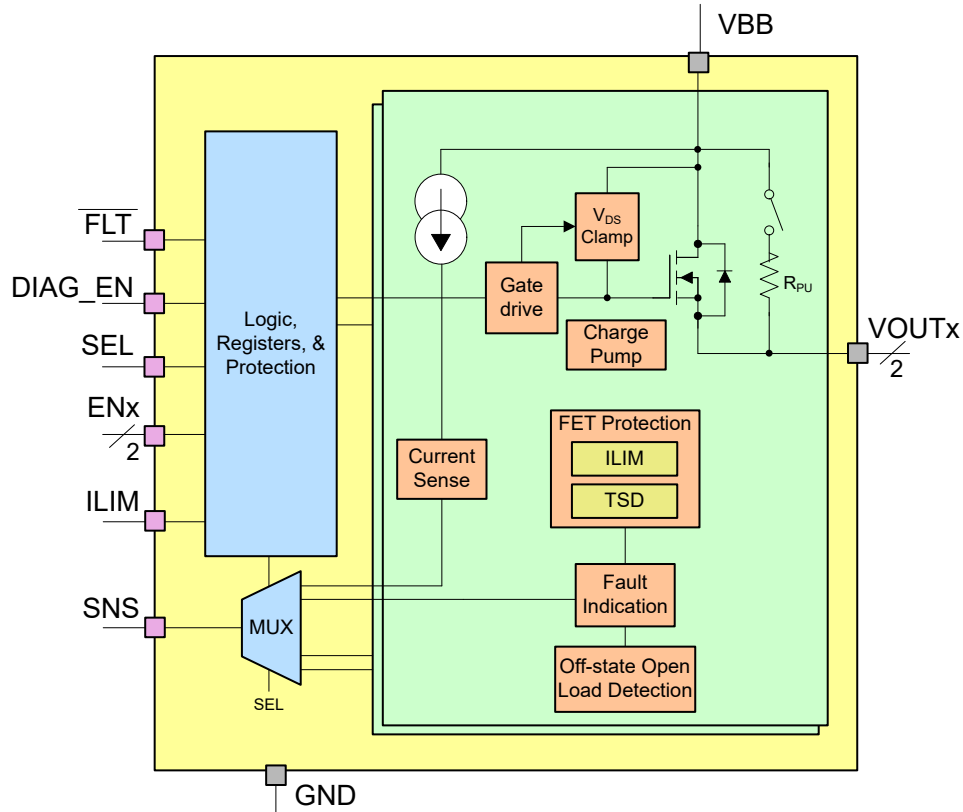 VBB
FLT
DIAG_EN
SEL
ENx
2
ILIM
SNS
Logic,
Registers, &
Protection
MUX
SEL
GND
VDS
Clamp
Gate
drive
Charge
Pump
RPU
VOUTx
2
Current
Sense
FET Protection
ILIM
TSD
Fault
Indication
Off-state Open
Load Detection